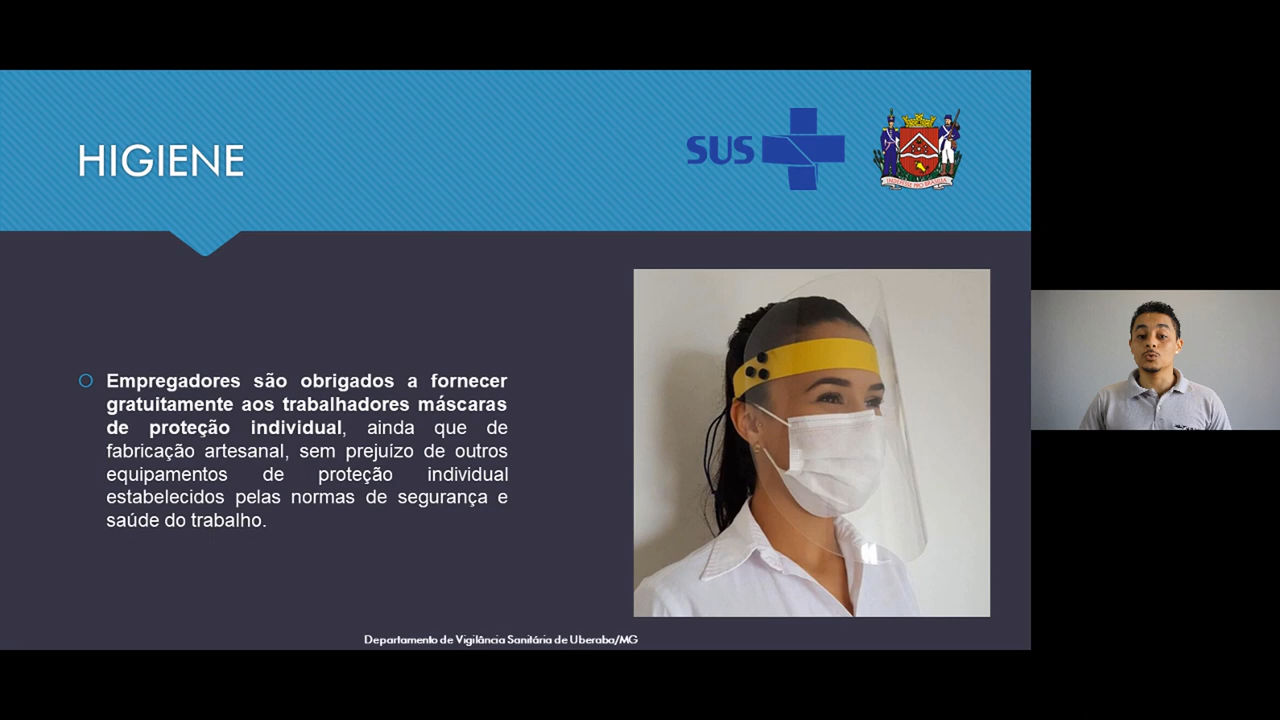 HIGIENE
SUS
Empregadores são obrigados a fornecer
gratuitamente aos trabalhadores máscaras
de proteção individual, ainda que de
fabricação artesanal, sem prejuízo de outros
equipamentos de proteção individual
estabelecidos pelas normas de segurança e
saúde do trabalho.
Departamento de Vigilância Sanitária de Uberaba/MG